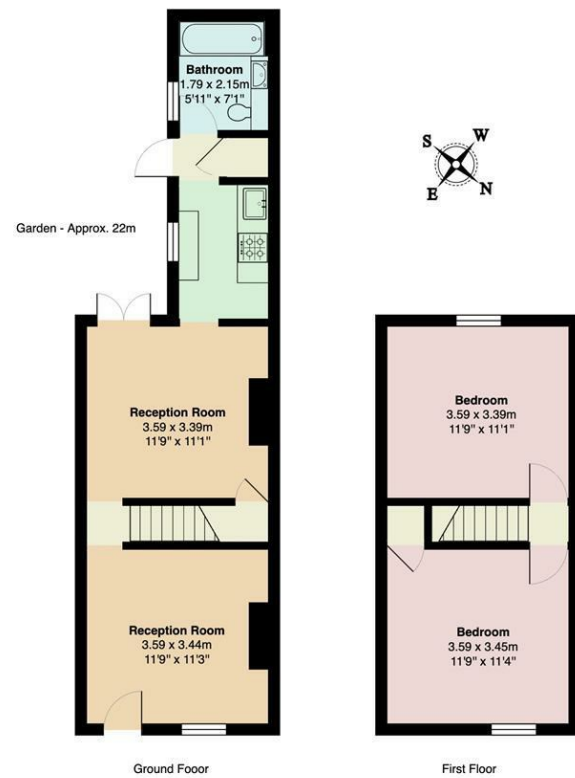 Bathroom
1.79 x 2.15m
5'11" x 7'1"
S
W
E
N
Garden - Approx. 22m
Reception Room
3.59 x 3.39m
11'9" x 11'1"
Bedroom
3.59 x 3.39m
11'9" x 11'1"
Reception Room
3.59 x 3.44m
11'9" x 11'3"
Bedroom
3.59 x 3.45m
11'9" x 11'4"
Ground Fooor
First Floor